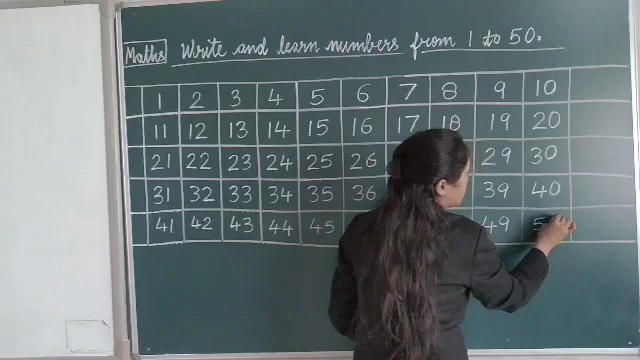 Maths Write and learn numbers from 1 to 50.
1 2 3 4 5 6 7 8 9 10
11 12 13 14 15 16 17 18 19 20
21 22 23 24 25 26 29 30
31 32 33 34 35 36 39 40
41 42 43 44 45 49 5